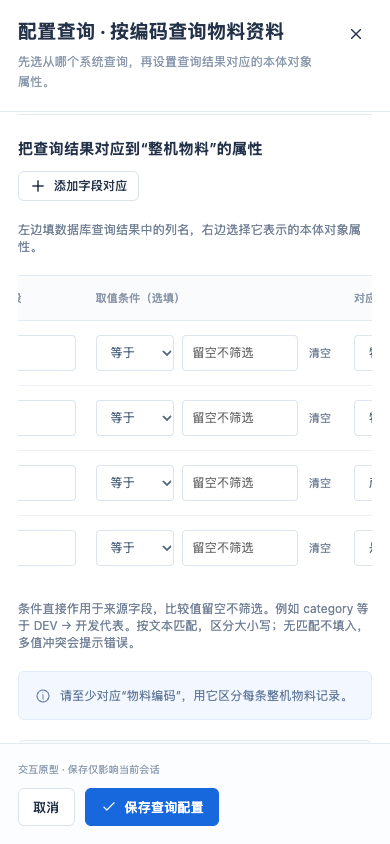 配置查询 · 按编码查询物料资料
先选从哪个系统查询，再设置查询结果对应的本体对象
属性。
把查询结果对应到“整机物料”的属性
添加字段对应
左边填数据库查询结果中的列名，右边选择它表示的本体对象属
性。
取值条件（选填） 对应
等于 留空不筛选 清空
等于 留空不筛选 清空
等于 留空不筛选 清空
等于 留空不筛选 清空
条件直接作用于来源字段，比较值留空不筛选。例如 category 等
于 DEV → 开发代表。按文本匹配，区分大小写；无匹配不填入，
多值冲突会提示错误。
请至少对应“物料编码”，用它区分每条整机物料记录。
交互原型 · 保存仅影响当前会话
取消 保存查询配置